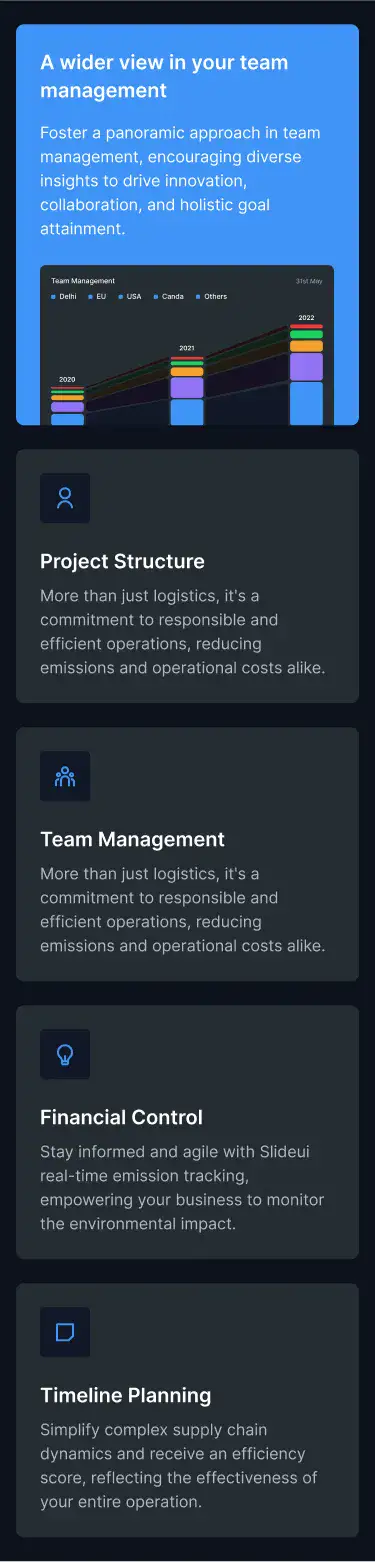 A wider view in your team
management
Foster a panoramic approach in team
management, encouraging diverse
insights to drive innovation,
collaboration, and holistic goal
attainment.
Team Management
31st May
Delhi EU USA Canda Others
2022
2021
2020
Project Structure
More than just logistics, it's a
commitment to responsible and
efficient operations, reducing
emissions and operational costs alike.
Team Management
More than just logistics, it's a
commitment to responsible and
efficient operations, reducing
emissions and operational costs alike.
Financial Control
Stay informed and agile with Slideui
real-time emission tracking,
empowering your business to monitor
the environmental impact.
Timeline Planning
Simplify complex supply chain
dynamics and receive an efficiency
score, reflecting the effectiveness of
your entire operation.